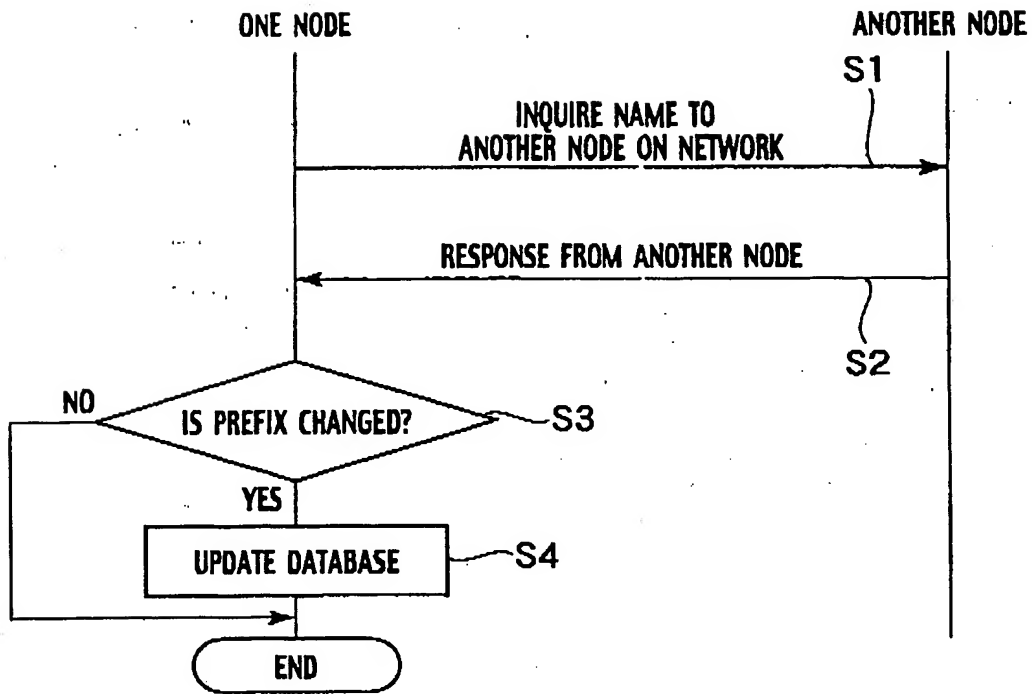 ONE NODE
ANOTHER NODE
S1
INQUIRE NAME TO
ANOTHER NODE ON NETWORK
RESPONSE FROM ANOTHER NODE
S2
NO
IS PREFIX CHANGED?
S3
YES
UPDATE DATABASE
S4
END